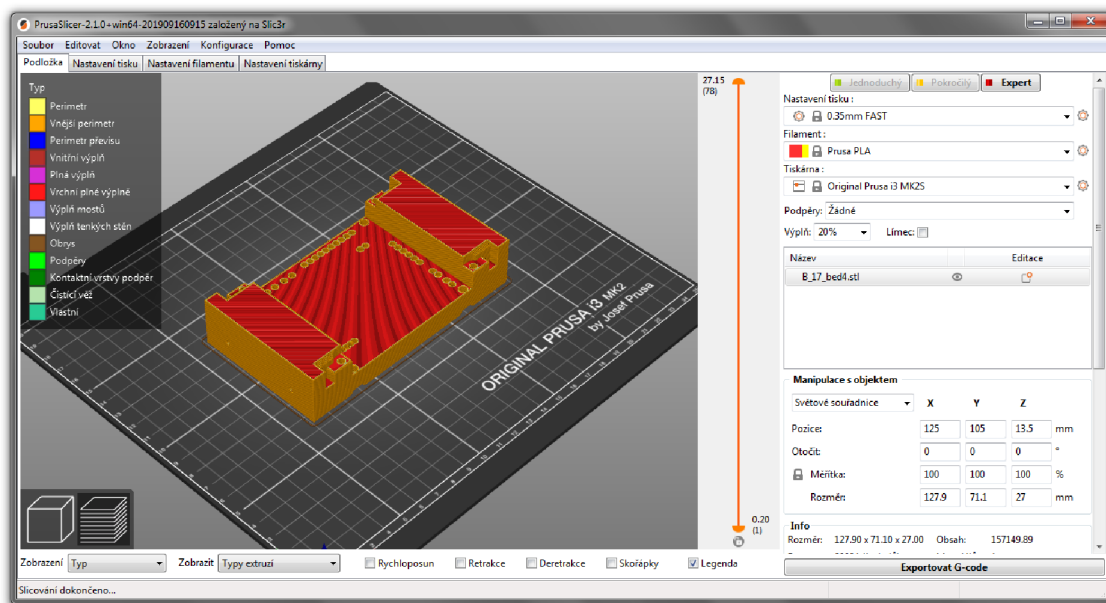 PrusaSlicer-2.1.0+win64-201909160915 založený na Slic3r
Soubor Editovat Okno Zobrazení Konfigurace Pomoc
Podložka Nastavení tisku Nastavení filamentu Nastavení tiskárny
Typ
Perimetr
Vnější perimetr
Perimetr převisu
Vnitřní výplň
Plná výplň
Vrchní plné výplně
Výplň mostů
Výplň tenkých stěn
Obrys
Podpěry
Kontaktní vrstvy podpěr
Čistící věž
Vlastní
ORIGINAL PRUSA i3 MK2
by Josef Prusa
27.15
(78)
0.20
(1)
Jednoduchý Pokročilý Expert
Nastavení tisku :
0.35mm FAST
Filament :
Prusa PLA
Tiskárna :
Original Prusa i3 MK2S
Podpěry: Žádné
Výplň: 20% Límec:
Název Editace
B_17_bed4.stl
Manipulace s objektem
Světové souřadnice X Y Z
Pozice: 125 105 13.5 mm
Otočit: 0 0 0 °
Měřítka: 100 100 100 %
Rozměr: 127.9 71.1 27 mm
Info
Rozměr: 127.90 x 71.10 x 27.00 Obsah: 157149.89
Exportovat G-code
Zobrazení Typ Zobrazit Typy extruzí Rychloposun Retrakce Deretrakce Skořápky Legenda
Slicování dokončeno...